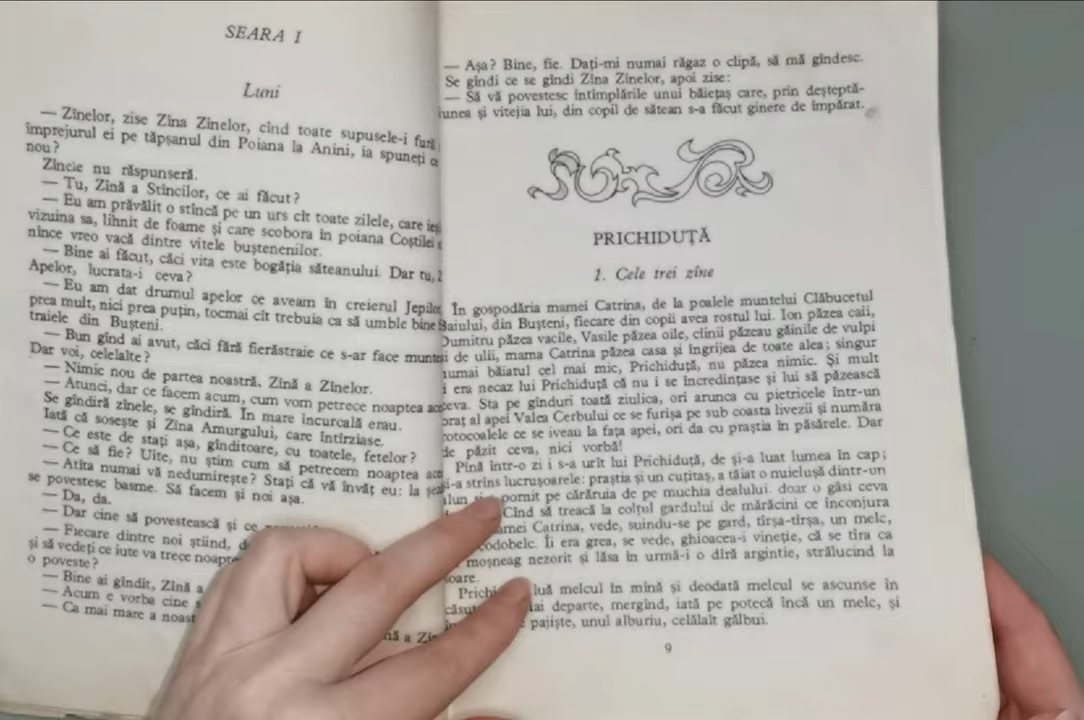 SEARA I
Luni
— Zînelor, zise Zîna Zînelor, cînd toate supusele-i fură
împrejurul ei pe tăpșanul din Poiana la Anini, ia spuneți ce
nou?
Zînele nu răspunseră.
— Tu, Zînă a Stîncilor, ce ai făcut?
— Eu am prăvălit o stîncă pe un urs cît toate zilele, care
vizuina sa, lihnit de foame și care scobora în poiana Coștilei
nînce vreo vacă dintre vitele buștenenilor.
— Bine ai făcut, căci vita este bogăția săteanului. Dar tu,
Apelor, lucrata-i ceva?
— Eu am dat drumul apelor ce aveam în creierul Jepilor
prea mult, nici prea puțin, tocmai cît trebuia ca să umble bine
traiele din Bușteni.
— Bun gînd ai avut, căci fără fierăstraie ce s-ar face
Dar voi, celelalte?
— Nimic nou de partea noastră, Zînă a Zînelor.
— Atunci, dar ce facem acum, cum vom petrece noaptea
Se gîndiră zînele, se gîndiră. În mare încurcală erau.
Iată că sosește și Zîna Amurgului, care întîrziase.
— Ce este de stați așa, gînditoare, cu toatele, fetelor?
— Ce să fie? Uite, nu știm cum să petrecem noaptea
— Atîta numai vă nedumirește? Stați că vă învăț eu: la
se povestesc basme. Să facem și noi așa.
— Da, da.
— Dar cine să povestească și ce
— Fiecare dintre noi știind,
și să vedeți ce iute va trece
o poveste?
— Bine ai gîndit, Zînă a
— Acum e vorba cine
— Ca mai mare a
a
— Așa? Bine, fie. Dați-mi numai răgaz o clipă, să mă gîndesc.
Se gîndi ce se gîndi Zîna Zînelor, apoi zise:
— Să vă povestesc întîmplările unui băiețaș care, prin deșteptă-
iunea și vitejia lui, din copil de sătean s-a făcut ginere de împărat.
PRICHIDUȚĂ
1. Cele trei zîne
În gospodăria mamei Catrina, de la poalele muntelui Clăbucetul
Baiului, din Bușteni, fiecare din copii avea rostul lui. Ion păzea caii,
Dumitru păzea vacile, Vasile păzea oile, cîinii păzeau găinile de vulpi
și de ulii, mama Catrina păzea casa și îngrijea de toate alea; singur
numai băiatul cel mai mic, Prichiduță, nu păzea nimic. Și mult
i era necaz lui Prichiduță că nu i se încredințase și lui să păzească
ceva. Sta pe gînduri toată ziulica, ori arunca cu pietricele într-un
braț al apei Valea Cerbului ce se furișa pe sub coasta livezii și număra
rotocoalele ce se iveau la fața apei, ori da cu praștia în păsărele. Dar
de păzit ceva, nici vorbă!
Pînă într-o zi i s-a urît lui Prichiduță, de și-a luat lumea în cap;
și-a strîns lucrușoarele: praștia și un cuțitaș, a tăiat o nuielușă dintr-un
alun pornit pe cărăruia de pe muchia dealului, doar o găsi ceva
Cînd să treacă la colțul gardului de mărăcini ce înconjura
mamei Catrina, vede, suindu-se pe gard, tîrșa-tîrșa, un melc,
codobelc. Îi era grea, se vede, ghioacea-i vineție, că se tîra ca
moșneag nezorit și lăsa în urmă-i o dîră argintie, strălucind la
soare.
luă melcul în mînă și deodată melcul se ascunse în
departe, mergînd, iată pe potecă încă un melc, și
pajiște, unul alburiu, celălalt gălbui.
9